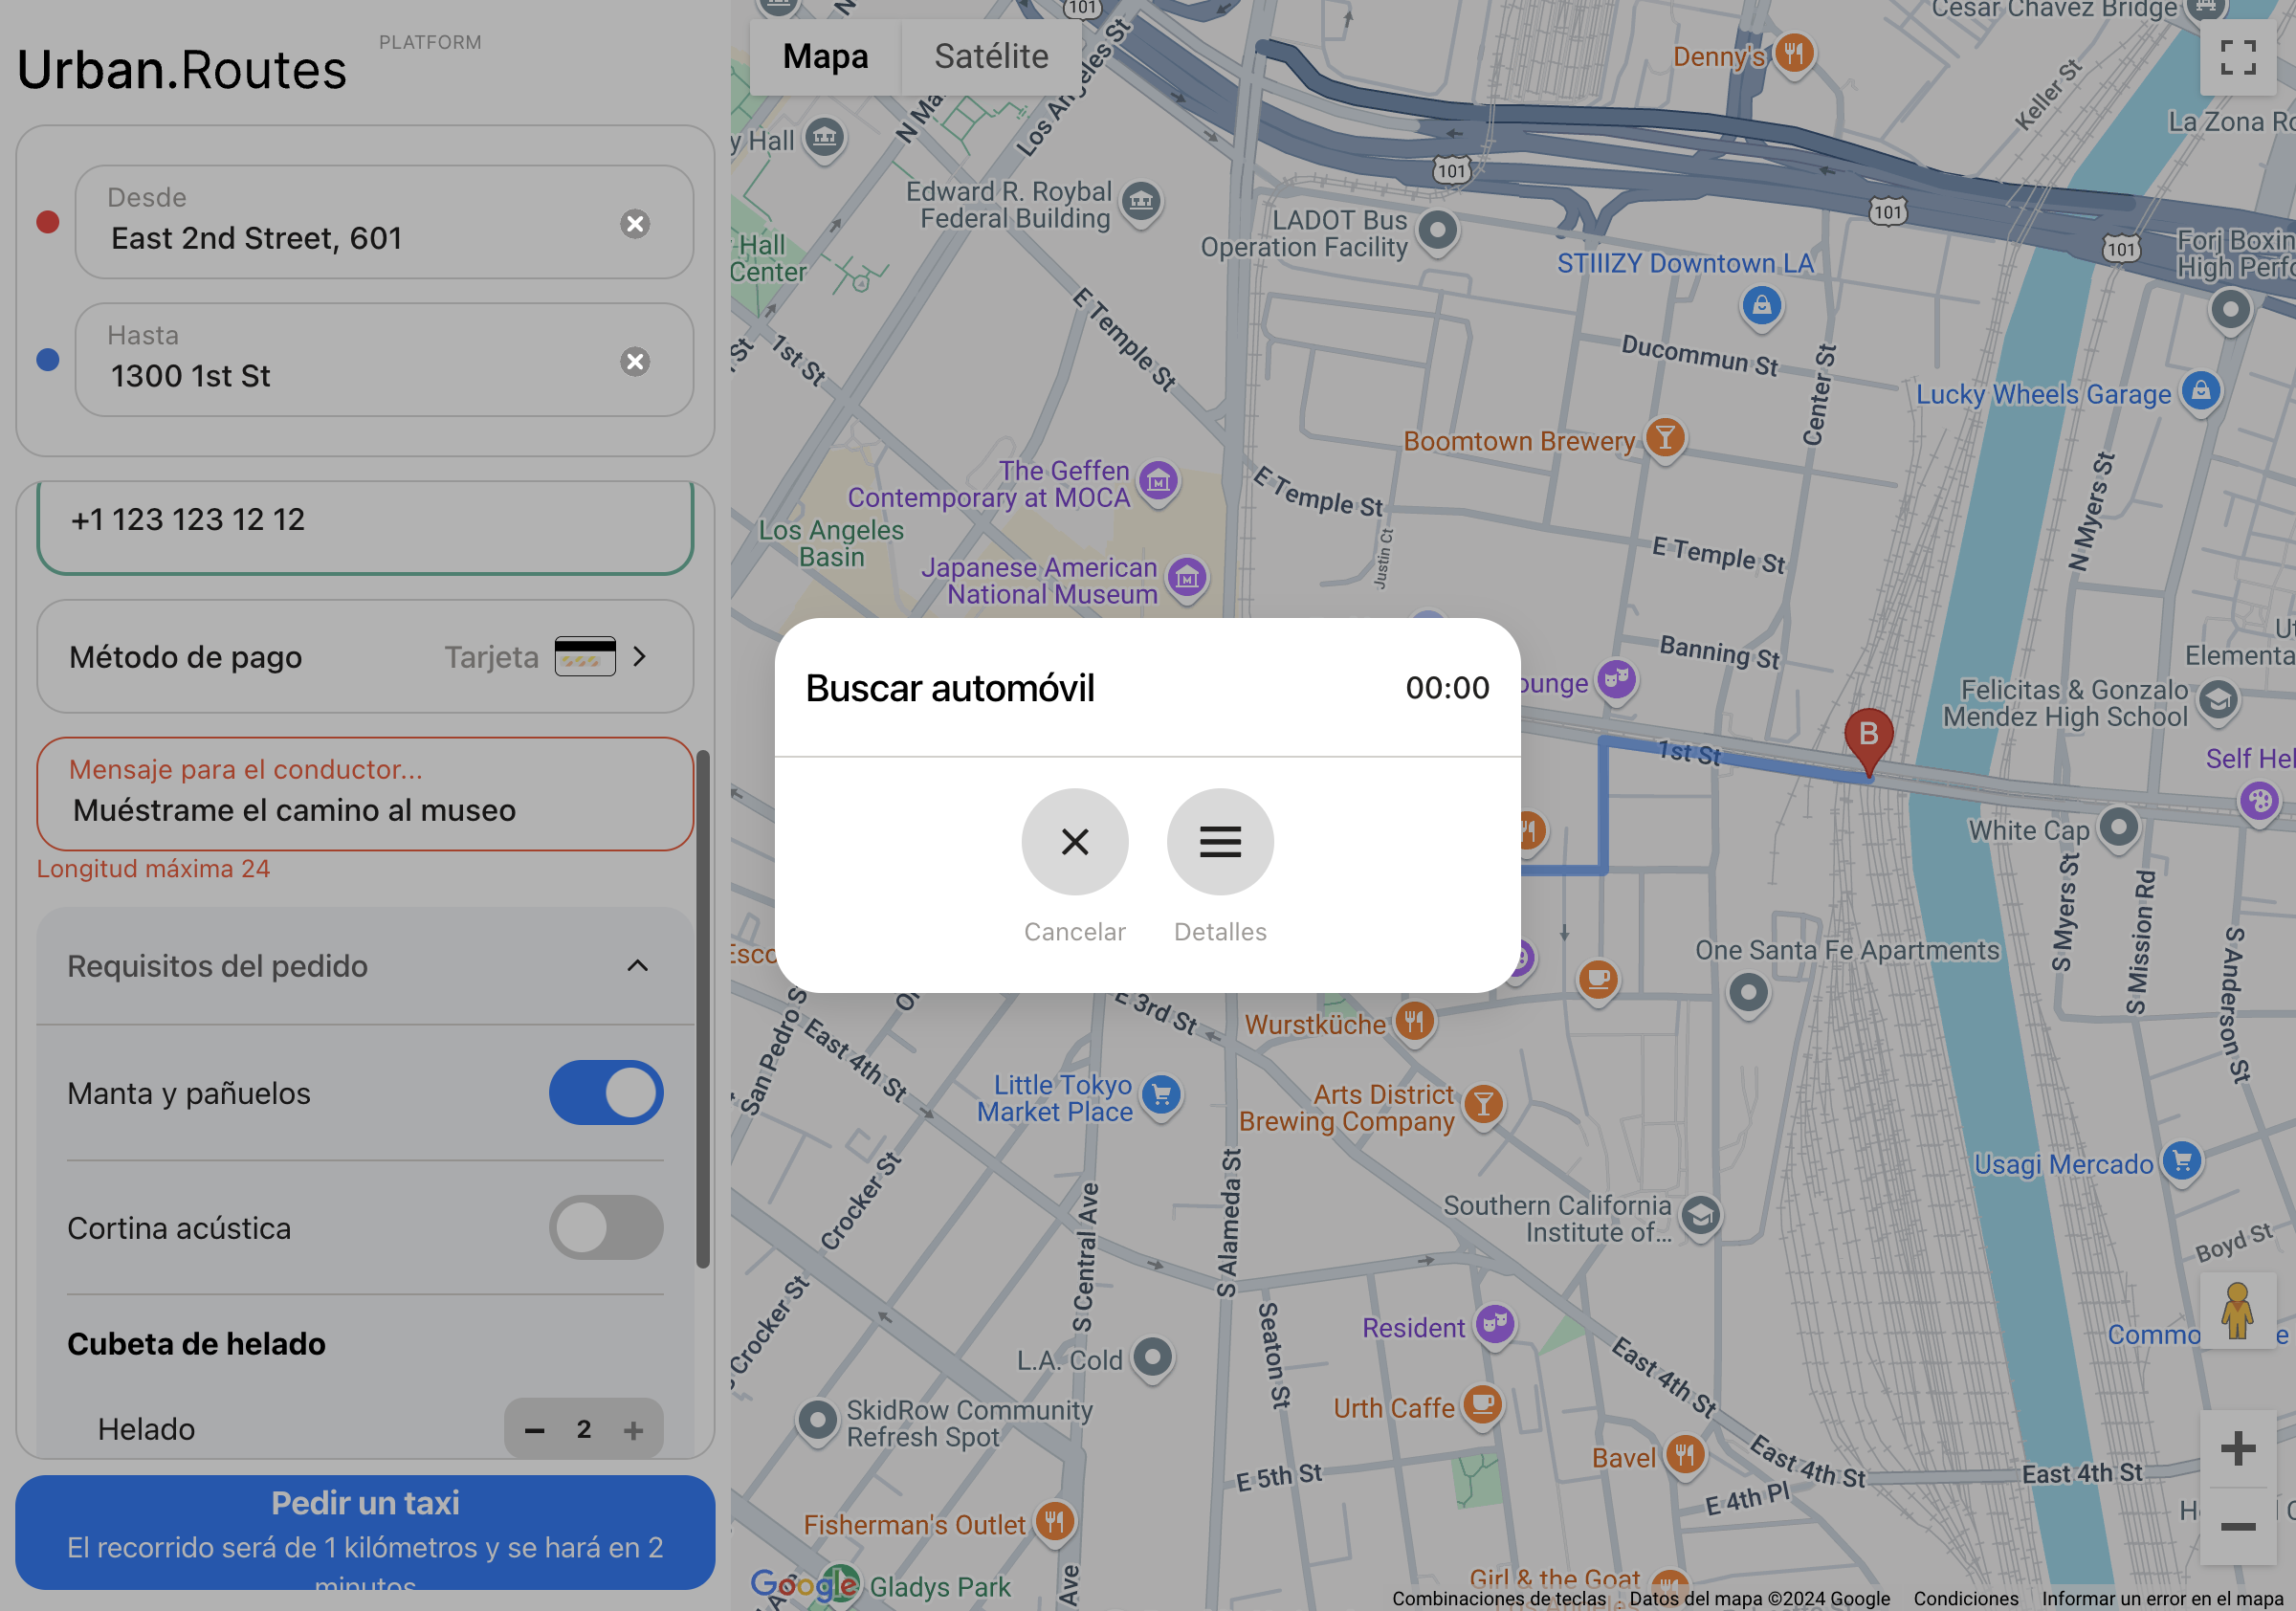 PLATFORM
Urban.Routes
Desde
East 2nd Street, 601
Hasta
1300 1st St
+1 123 123 12 12
Método de pago
Tarjeta
Mensaje para el conductor...
Muéstrame el camino al museo
Longitud máxima 24
Requisitos del pedido
Manta y pañuelos
Cortina acústica
Cubeta de helado
Helado
2
Pedir un taxi
El recorrido será de 1 kilómetros y se hará en 2
minutos
Buscar automóvil
00:00
Cancelar
Detalles
Mapa
Satélite
101
Los Angeles St
Cesar Chavez Bridge
Denny's
Keller St
La Zona
y Hall
Edward R. Roybal
Federal Building
LADOT Bus
Operation Facility
101
101
101
Forj
High
STIIIZY Downtown LA
Hall
Center
E Temple St
1st St
Ducommun St
Center St
Lucky Wheels Garage
Boomtown Brewery
The Geffen
Contemporary at MOCA
E Temple St
Los Angeles
Basin
Justin Ct
N Myers St
E Temple St
Japanese American
National Museum
Banning St
Felicitas & Gonzalo
Mendez High School
B
1st St
Self
White Cap
S Myers St
S Mission Rd
S Anderson St
One Santa Fe Apartments
E 3rd St
Wurstküche
San Pedro
East 4th St
Little Tokyo
Market Place
Arts District
Brewing Company
Usagi Mercado
Crocker St
S Central Ave
S Alameda St
Southern California
Institute of...
Boyd St
Crocker St
Seaton St
Resident
L.A. Cold
East 4th St
Urth Caffe
SkidRow Community
Refresh Spot
Bavel
East 4th St
East 4th St
E 5th St
E 4th Pl
Fisherman's Outlet
Ave
Girl & the Goat
Google
Gladys Park
Combinaciones de teclas
Datos del mapa ©2024 Google
Condiciones
Informar un error en el mapa